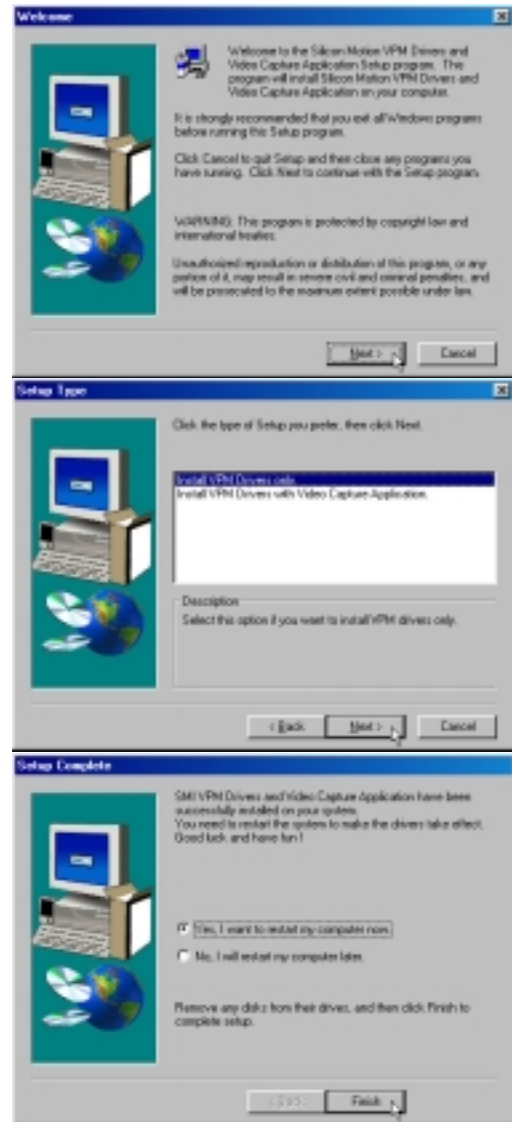 Welcome
Welcome to the Silicon Motion VPM Drivers and
Video Capture Application Setup program. This
program will install Silicon Motion VPM Drivers and
Video Capture Application on your computer.
It is strongly recommended that you exit all Windows programs
before running this Setup program.
Click Cancel to quit Setup and then close any programs you
have running. Click Next to continue with the Setup program.
WARNING: This program is protected by copyright law and
international treaties.
Unauthorized reproduction or distribution of this program, or any
portion of it, may result in severe civil and criminal penalties, and
will be prosecuted to the maximum extent possible under law.
Next >
Cancel
Setup Type
Click the type of Setup you prefer, then click Next.
Install VPM Drivers only.
Install VPM Drivers with Video Capture Application.
Description
Select this option if you want to install VPM drivers only.
< Back
Next >
Cancel
Setup Complete
SMI VPM Drivers and Video Capture Application have been
successfully installed on your system.
You need to restart the system to make the drivers take effect.
Good luck and have fun !
Yes, I want to restart my computer now.
No, I will restart my computer later.
Remove any disks from their drives, and then click Finish to
complete setup.
< Back
Finish